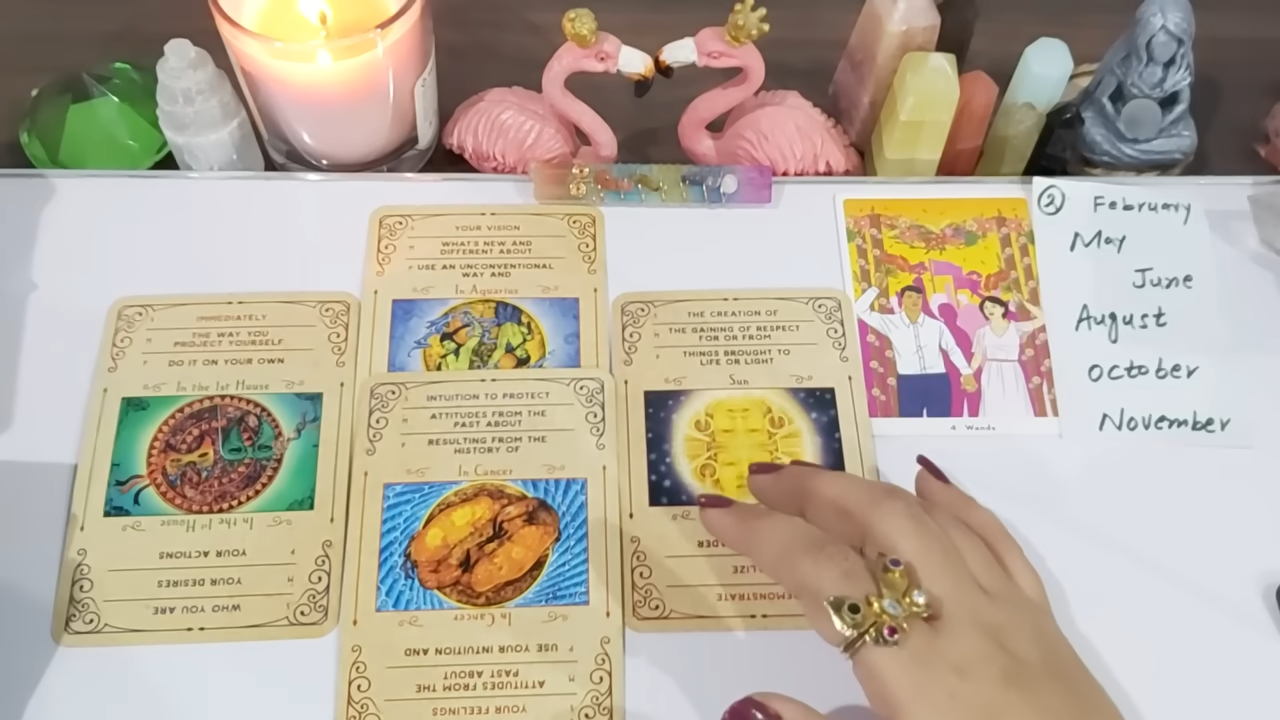 YOUR VISION
WHAT'S NEW AND
DIFFERENT ABOUT
USE AN UNCONVENTIONAL
WAY AND
In Aquarius
IMMEDIATELY
THE WAY YOU
PROJECT YOURSELF
DO IT ON YOUR OWN
In the 1st House
In the 1st House
YOUR ACTIONS
YOUR DESIRES
WHO YOU ARE
INTUITION TO PROTECT
ATTITUDES FROM THE
PAST ABOUT
RESULTING FROM THE
HISTORY OF
In Cancer
In Cancer
USE YOUR INTUITION AND
ATTITUDES FROM THE
PAST ABOUT
YOUR FEELINGS
THE CREATION OF
THE GAINING OF RESPECT
FOR OR FROM
THINGS BROUGHT TO
LIFE OR LIGHT
Sun
4 Wands
2 February
May
June
August
October
November